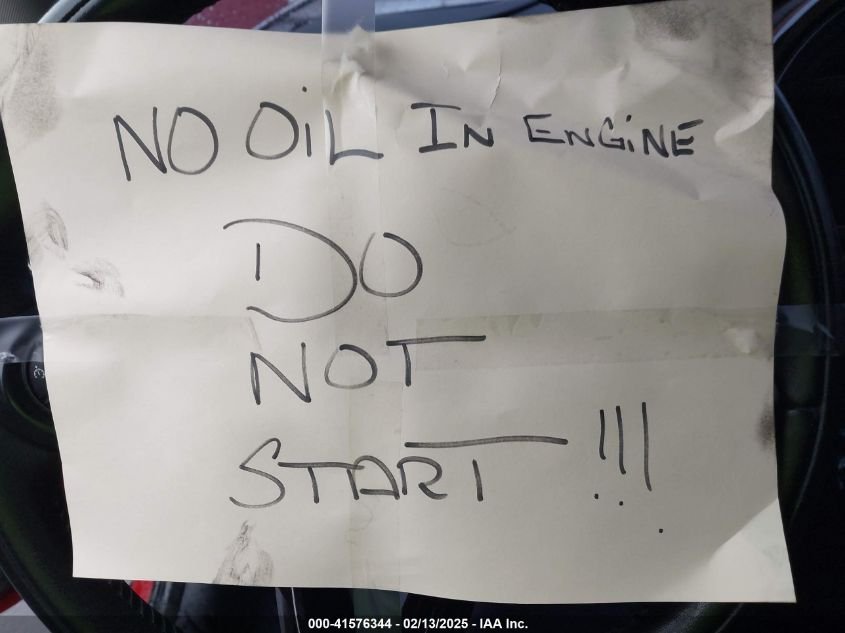 NO OiL IN ENGiNE
DO
NOT
START !!!
000-41576344 - 02/13/2025 - IAA Inc.